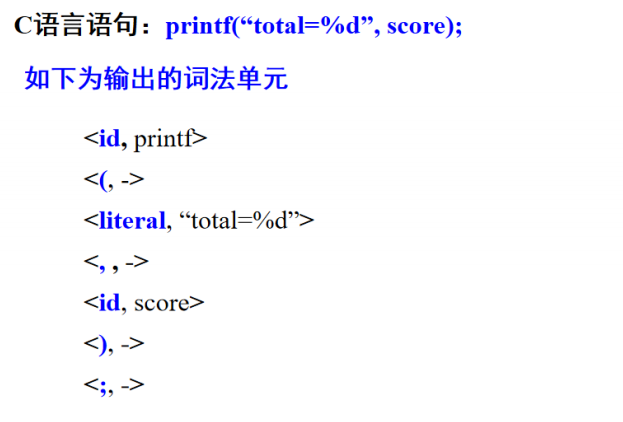 C语言语句：printf(“total=%d”, score);
如下为输出的词法单元
<id, printf>
<(, ->
<literal, “total=%d”>
<, , ->
<id, score>
<), ->
<;, ->